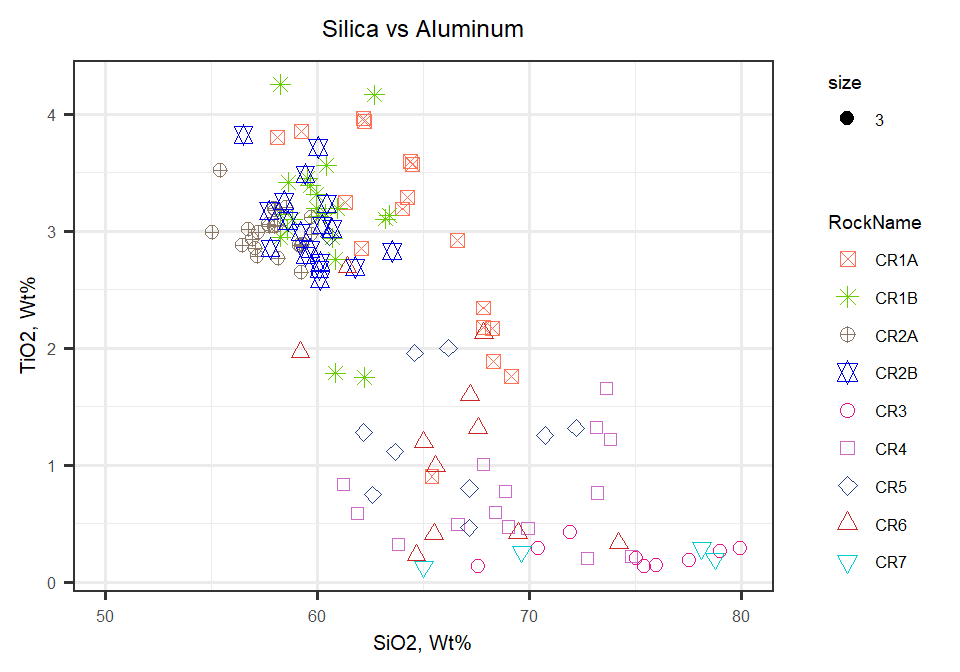 Silica vs Aluminum
TiO2, Wt%
4
3
2
1
0
50
60
70
80
SiO2, Wt%
size
3
RockName
CR1A
CR1B
CR2A
CR2B
CR3
CR4
CR5
CR6
CR7